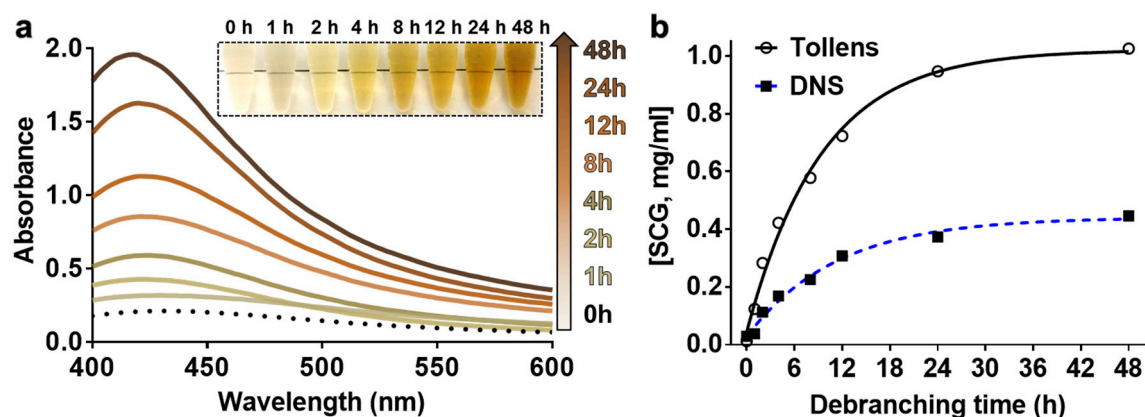 a
0 h 1 h 2 h 4 h 8 h 12 h 24 h 48 h
48h
24h
12h
8h
4h
2h
1h
0h
2.0
1.5
1.0
0.5
0.0
Absorbance
400 450 500 550 600
Wavelength (nm)
b
Tollens
DNS
1.0
0.8
0.6
0.4
0.2
0.0
[SCG, mg/ml]
0 6 12 18 24 30 36 42 48
Debranching time (h)